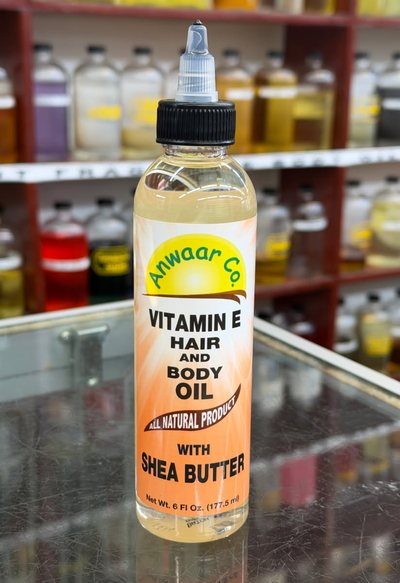 Anwaar Co.
VITAMIN E
HAIR
AND
BODY
OIL
ALL NATURAL PRODUCT
WITH
SHEA BUTTER
Net Wt. 6 Fl Oz. (177.5 ml)